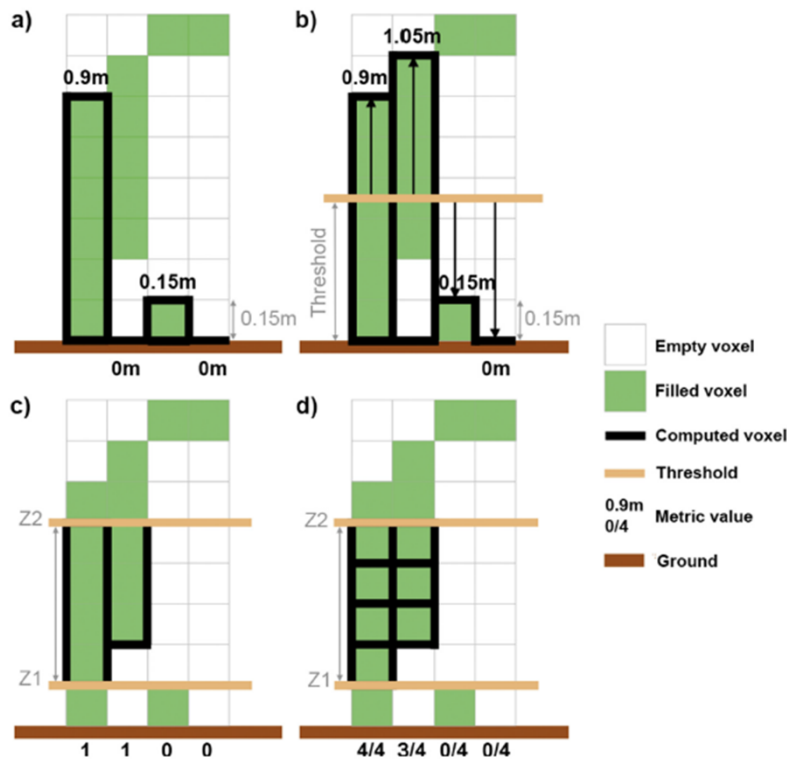 a)
0.9m
0.15m
0.15m
0m
0m
b)
1.05m
0.9m
Threshold
0.15m
0.15m
0m
Empty voxel
Filled voxel
Computed voxel
Threshold
0.9m
0/4
Metric value
Ground
c)
Z2
Z1
1 1 0 0
d)
Z2
Z1
4/4 3/4 0/4 0/4